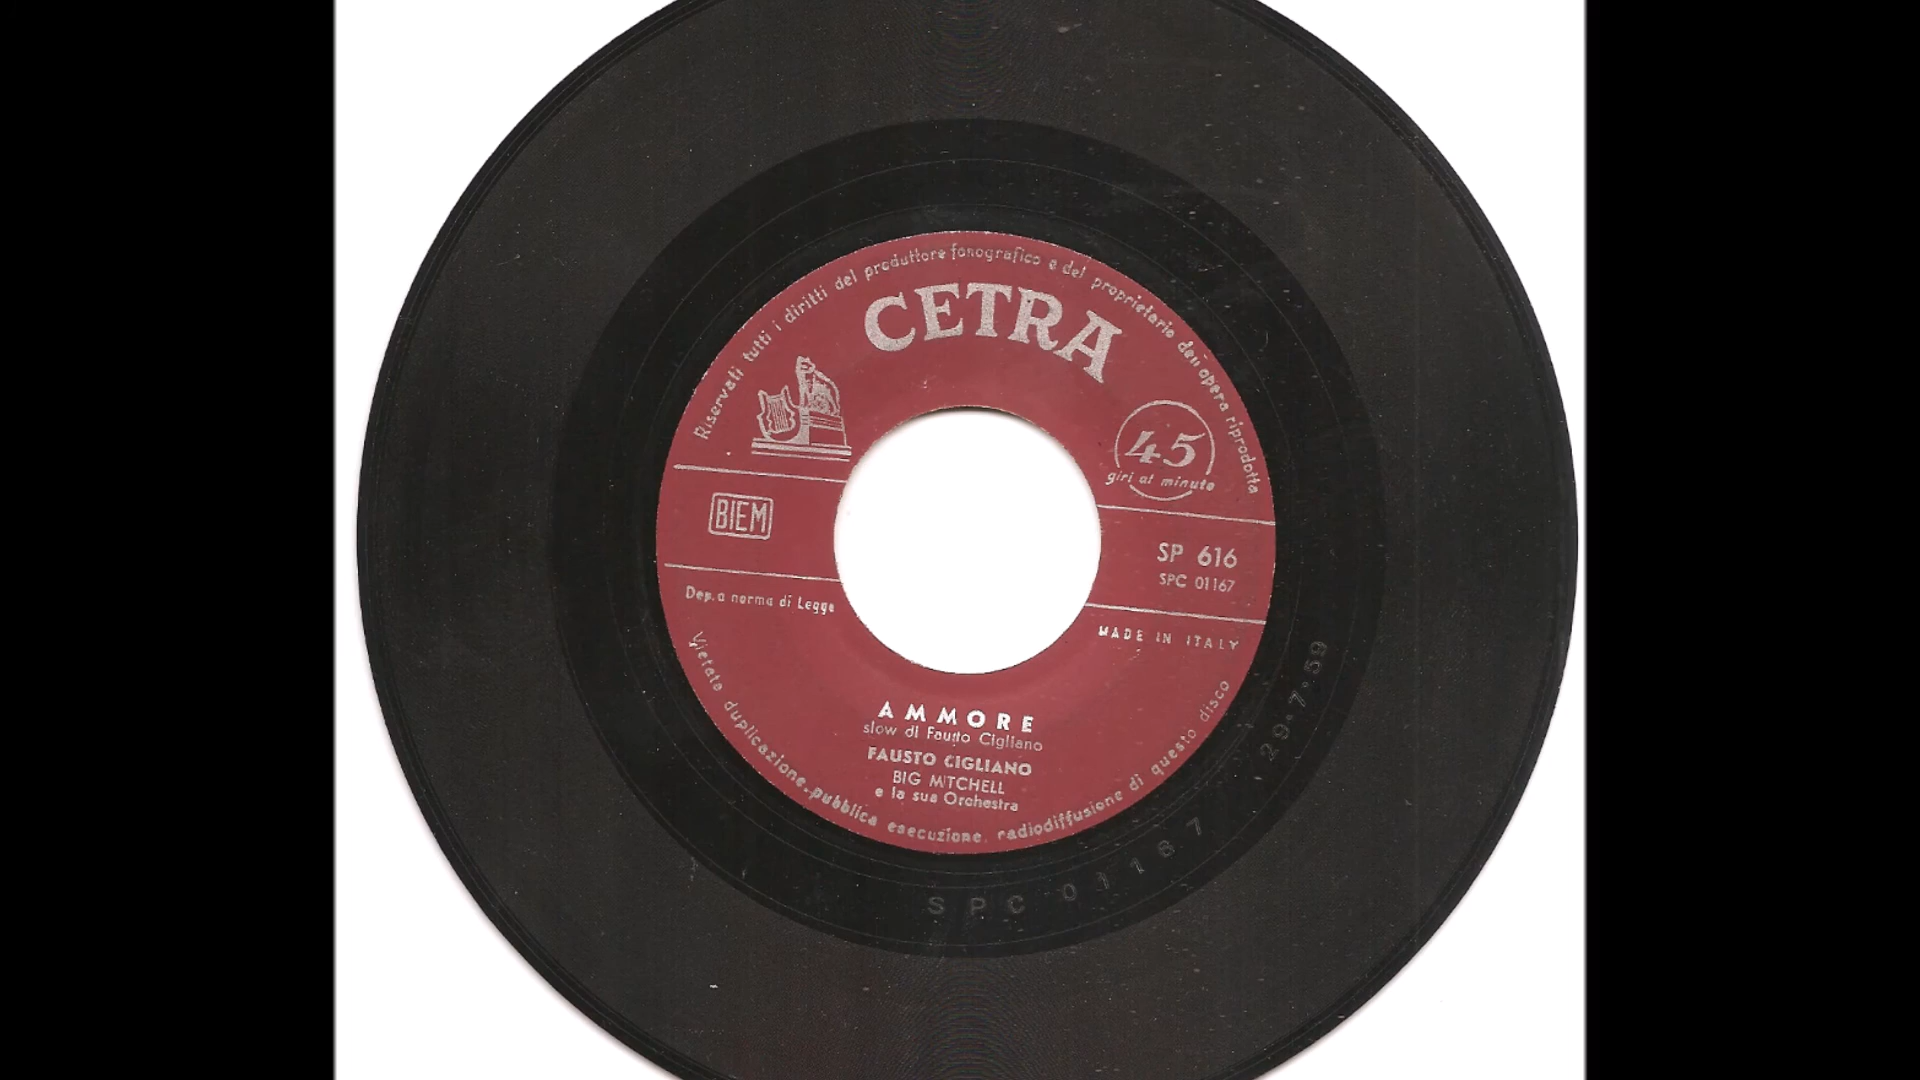 Riservati tutti i diritti del produttore fonografico e del proprietario dell'opera riprodotta
CETRA
45
giri al minuto
BIEM
SP 616
SPC 01167
Dep. a norma di Legge
MADE IN ITALY
AMMORE
slow di Fausto Cigliano
FAUSTO CIGLIANO
BIG MITCHELL
e la sua Orchestra
Vietata duplicazione, pubblica esecuzione, radiodiffusione di questo disco
SPC 01167
29·7·59